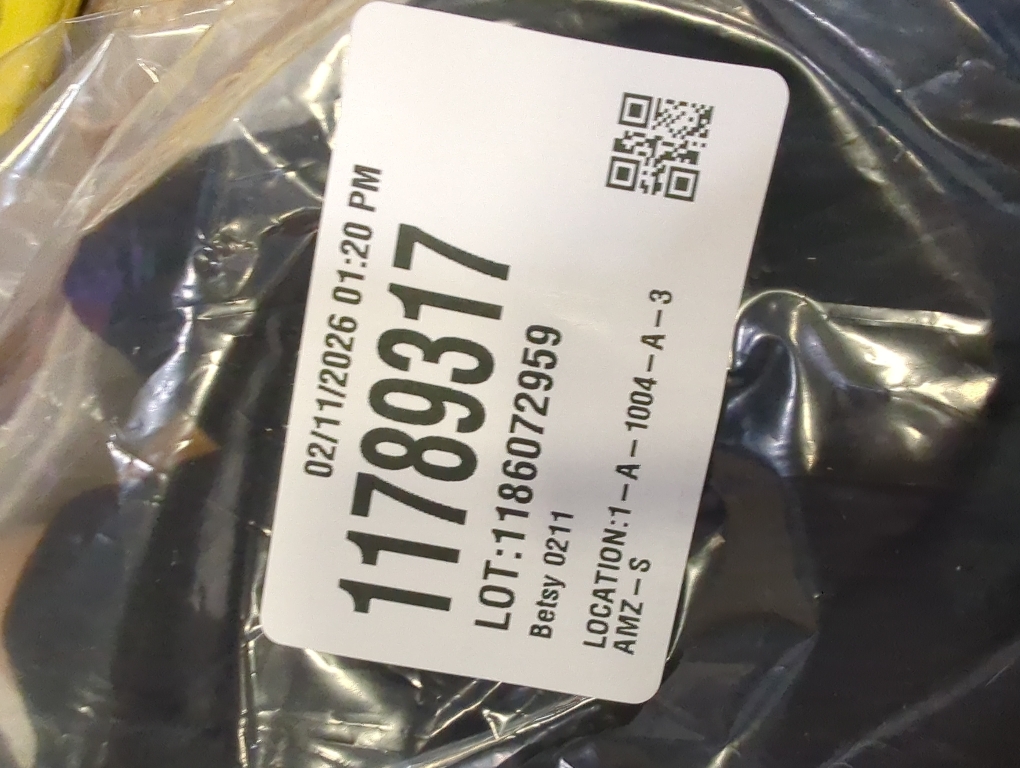 02/11/2026 01:20 PM
11789317
LOT:1186072959
Betsy 0211
LOCATION:1-A-1004-A-3
AMZ-S